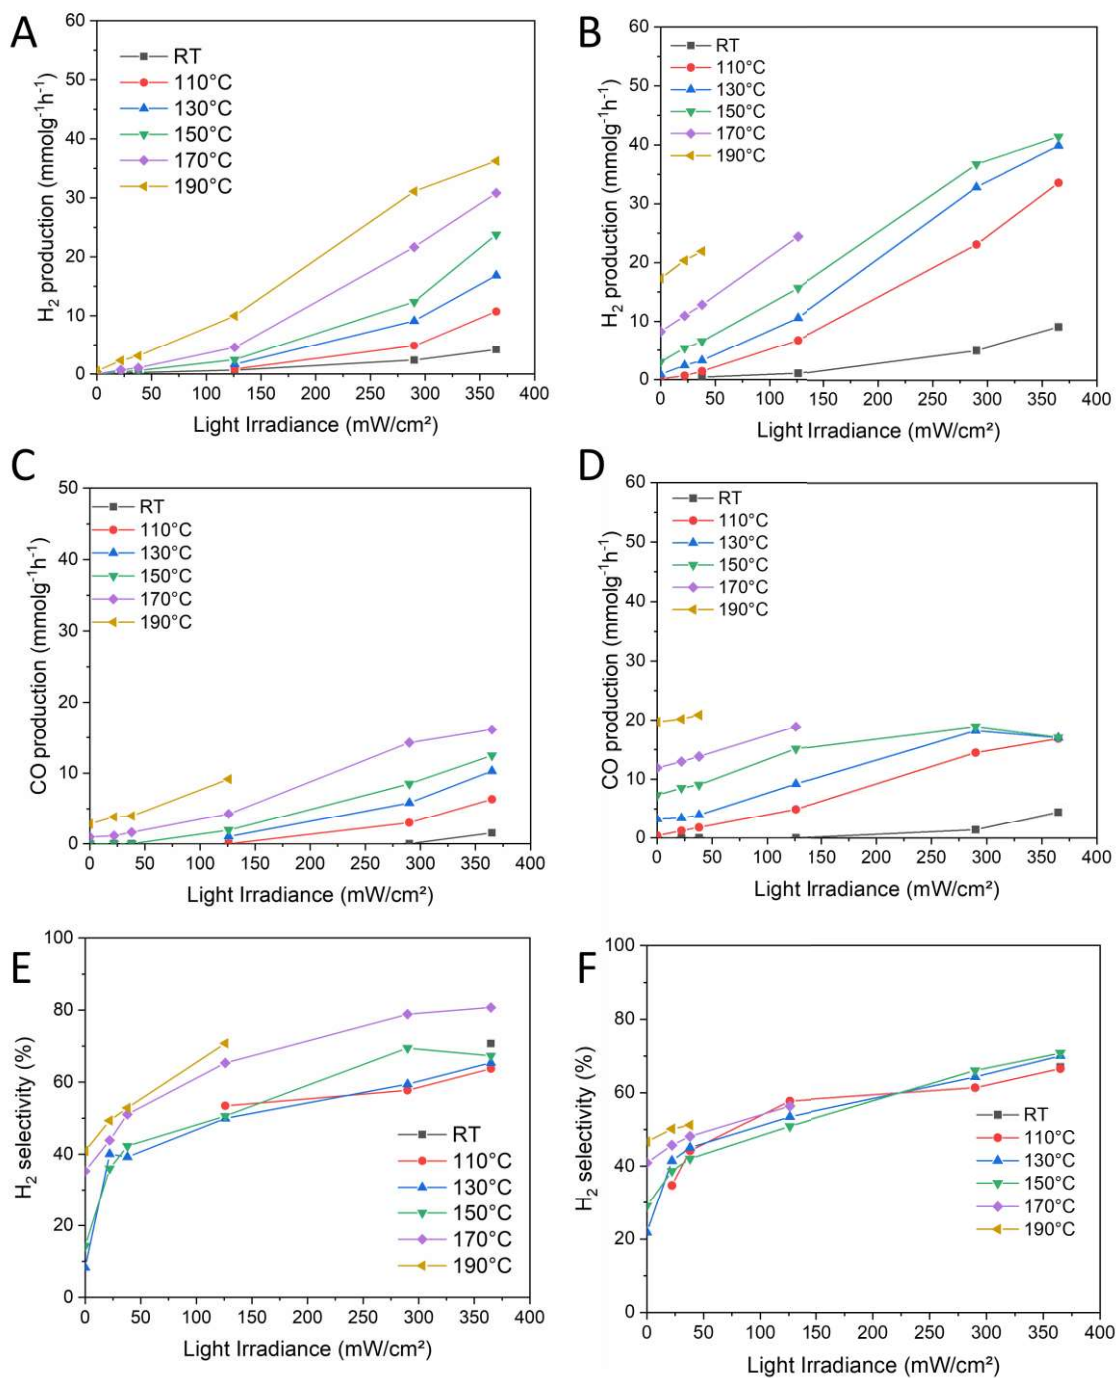 A
60
50
40
30
20
10
0
H₂ production (mmolg⁻¹h⁻¹)
RT
110°C
130°C
150°C
170°C
190°C
0 50 100 150 200 250 300 350 400
Light Irradiance (mW/cm²)
B
60
50
40
30
20
10
0
H₂ production (mmolg⁻¹h⁻¹)
RT
110°C
130°C
150°C
170°C
190°C
0 50 100 150 200 250 300 350 400
Light Irradiance (mW/cm²)
C
50
40
30
20
10
0
CO production (mmolg⁻¹h⁻¹)
RT
110°C
130°C
150°C
170°C
190°C
0 50 100 150 200 250 300 350 400
Light Irradiance (mW/cm²)
D
60
50
40
30
20
10
0
CO production (mmolg⁻¹h⁻¹)
RT
110°C
130°C
150°C
170°C
190°C
0 50 100 150 200 250 300 350 400
Light Irradiance (mW/cm²)
E
100
80
60
40
20
0
H₂ selectivity (%)
RT
110°C
130°C
150°C
170°C
190°C
0 50 100 150 200 250 300 350 400
Light Irradiance (mW/cm²)
F
100
80
60
40
20
0
H₂ selectivity (%)
RT
110°C
130°C
150°C
170°C
190°C
0 50 100 150 200 250 300 350 400
Light Irradiance (mW/cm²)